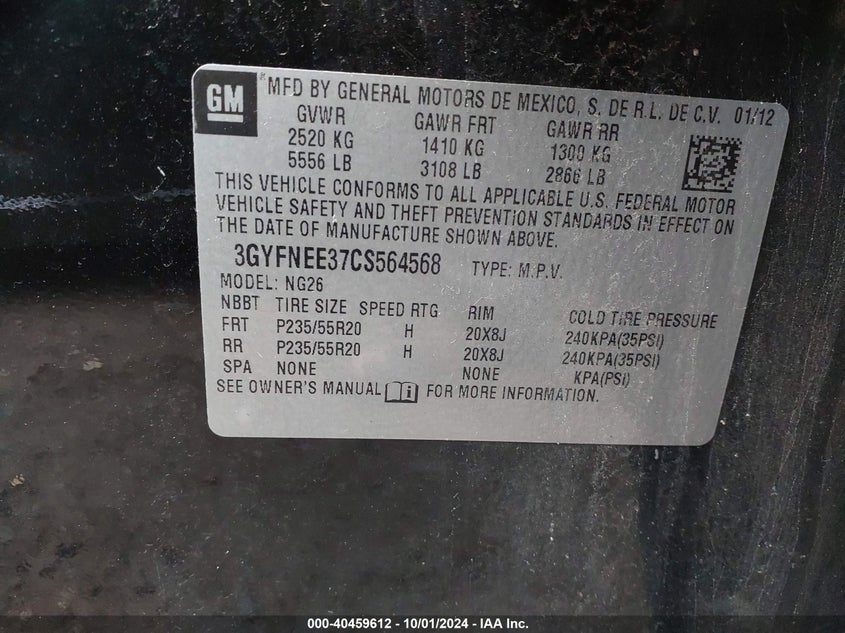 GM
® MFD BY GENERAL MOTORS DE MEXICO, S. DE R.L. DE C.V. 01/12
GVWR GAWR FRT GAWR RR
2520 KG 1410 KG 1300 KG
5556 LB 3108 LB 2866 LB
THIS VEHICLE CONFORMS TO ALL APPLICABLE U.S. FEDERAL MOTOR
VEHICLE SAFETY AND THEFT PREVENTION STANDARDS IN EFFECT ON
THE DATE OF MANUFACTURE SHOWN ABOVE.
3GYFNEE37CS564568 TYPE: M.P.V.
MODEL: NG26
NBBT TIRE SIZE SPEED RTG RIM COLD TIRE PRESSURE
FRT P235/55R20 H 20X8J 240KPA(35PSI)
RR P235/55R20 H 20X8J 240KPA(35PSI)
SPA NONE NONE KPA(PSI)
SEE OWNER'S MANUAL FOR MORE INFORMATION.
000-40459612 - 10/01/2024 - IAA Inc.